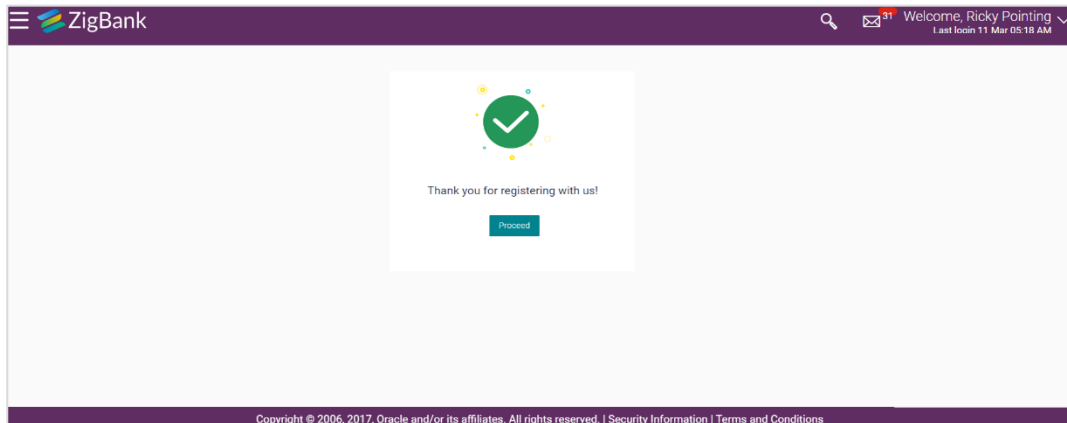 ZigBank
31
Welcome, Ricky Pointing
Last login 11 Mar 05:18 AM
Thank you for registering with us!
Proceed
Copyright © 2006, 2017, Oracle and/or its affiliates. All rights reserved. | Security Information | Terms and Conditions